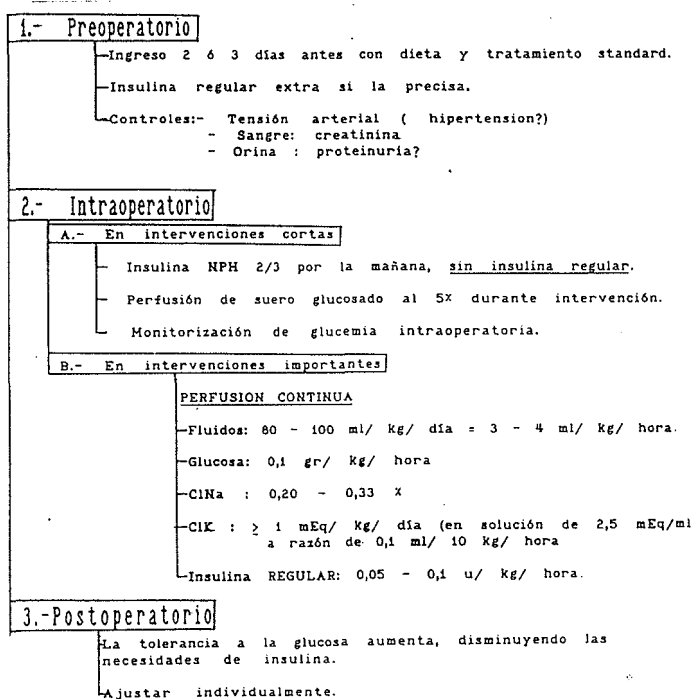 1.- Preoperatorio
-Ingreso 2 ó 3 días antes con dieta y tratamiento standard.
-Insulina regular extra si la precisa.
-Controles:- Tensión arterial ( hipertension?)
- Sangre: creatinina
- Orina : proteinuria?
2.- Intraoperatorio
A.- En intervenciones cortas
- Insulina NPH 2/3 por la mañana, sin insulina regular.
- Perfusión de suero glucosado al 5% durante intervención.
- Monitorización de glucemia intraoperatoria.
B.- En intervenciones importantes
PERFUSION CONTINUA
-Fluidos: 80 - 100 ml/ kg/ día = 3 - 4 ml/ kg/ hora.
-Glucosa: 0,1 gr/ kg/ hora
-ClNa : 0,20 - 0,33 %
-ClK : ≥ 1 mEq/ kg/ día (en solución de 2,5 mEq/ml
a razón de 0,1 ml/ 10 kg/ hora
-Insulina REGULAR: 0,05 - 0,1 u/ kg/ hora.
3.-Postoperatorio
La tolerancia a la glucosa aumenta, disminuyendo las
necesidades de insulina.
Ajustar individualmente.